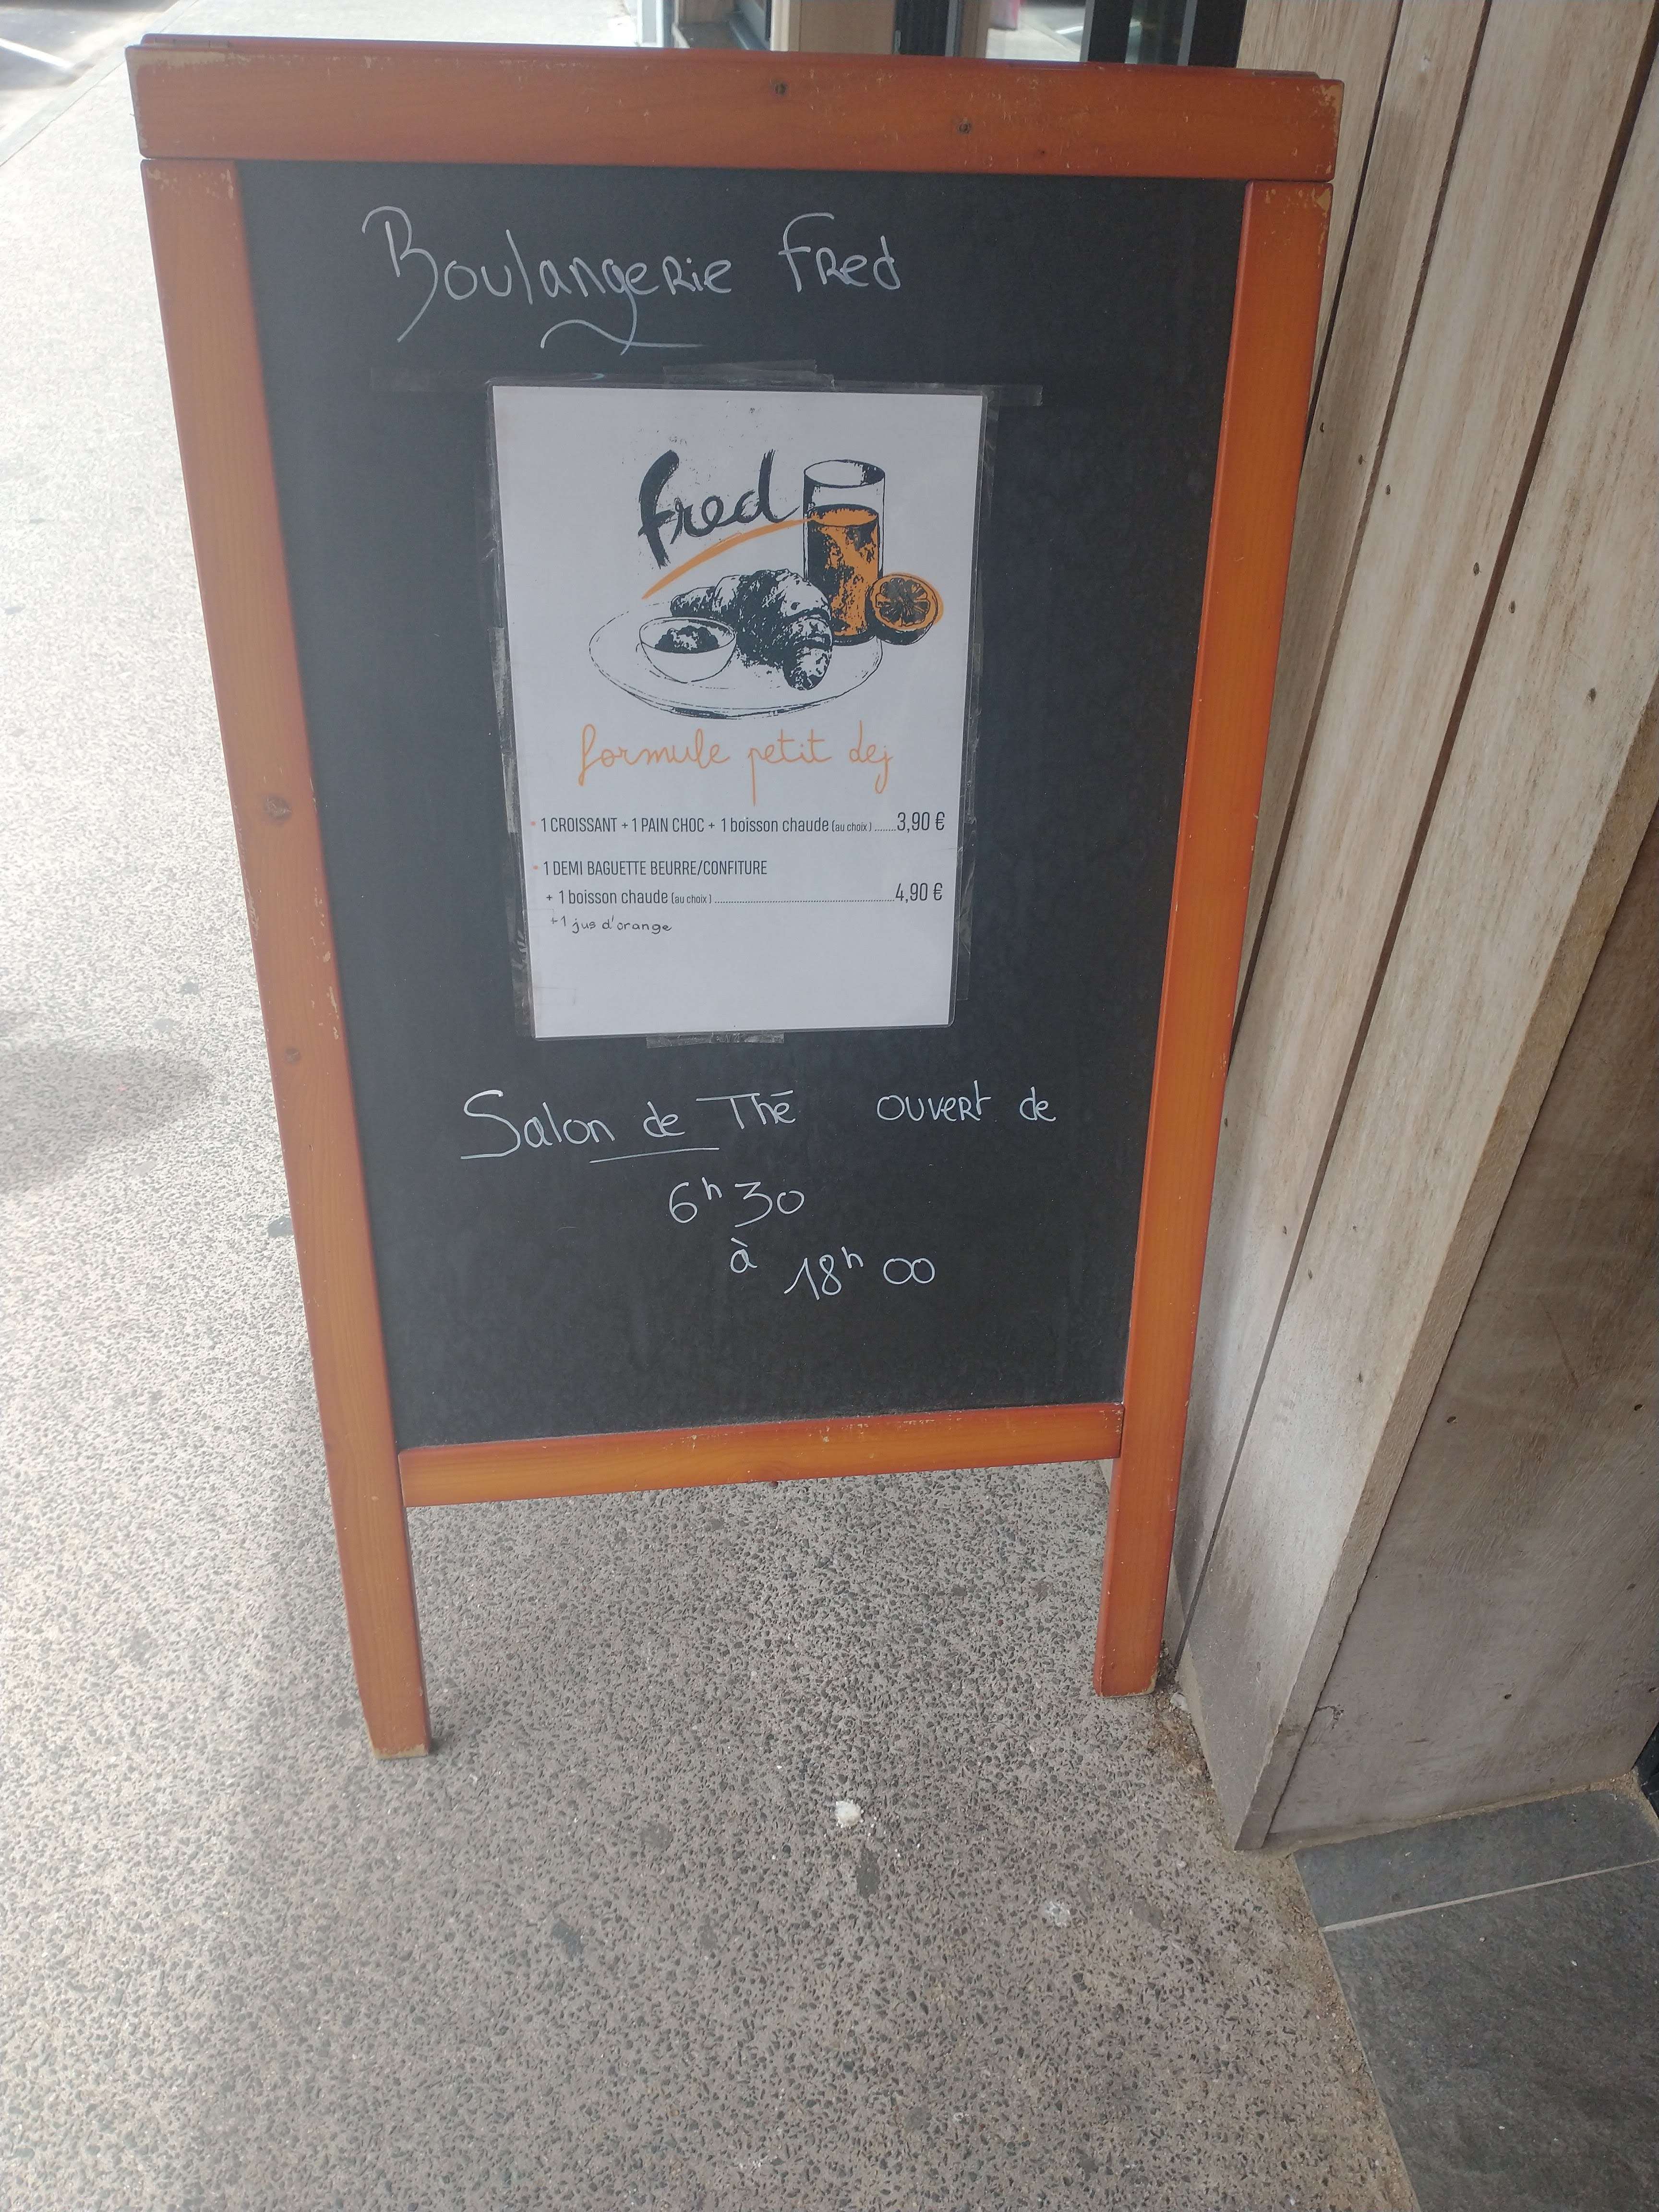 Boulangerie Fred
fred
formule petit dej
1 CROISSANT + 1 PAIN CHOC + 1 boisson chaude (au choix) ....... 3,90 €
1 DEMI BAGUETTE BEURRE/CONFITURE
+ 1 boisson chaude (au choix) ....... 4,90 €
+1 jus d'orange
Salon de Thé ouvert de
6h30
à 18h00